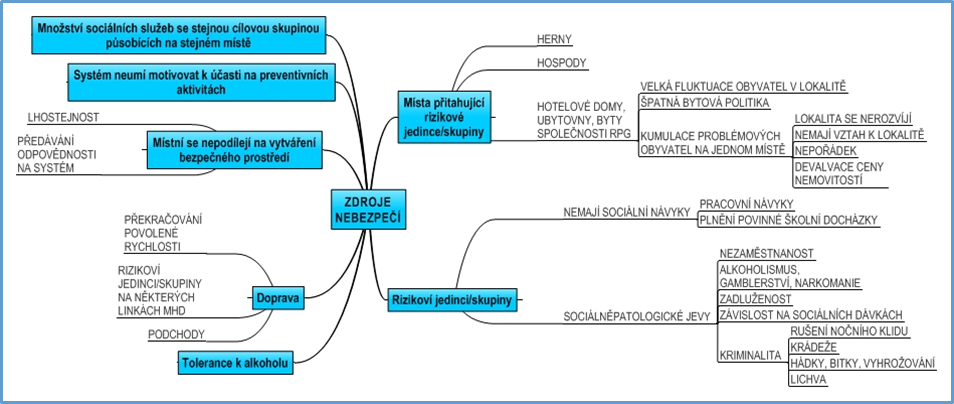 Množství sociálních služeb se stejnou cílovou skupinou
působících na stejném místě
Systém neumí motivovat k účasti na preventivních
aktivitách
LHOSTEJNOST
PŘEDÁVÁNÍ
ODPOVĚDNOSTI
NA SYSTÉM
Místní se nepodílejí na vytváření
bezpečného prostředí
ZDROJE
NEBEZPEČÍ
PŘEKRAČOVÁNÍ
POVOLENÉ
RYCHLOSTI
RIZIKOVÍ
JEDINCI/SKUPINY
NA NĚKTERÝCH
LINKÁCH MHD
PODCHODY
Doprava
Tolerance k alkoholu
Místa přitahující
rizikové
jedince/skupiny
HERNY
HOSPODY
HOTELOVÉ DOMY,
UBYTOVNY, BYTY
SPOLEČNOSTI RPG
VELKÁ FLUKTUACE OBYVATEL V LOKALITĚ
ŠPATNÁ BYTOVÁ POLITIKA
KUMULACE PROBLÉMOVÝCH
OBYVATEL NA JEDNOM MÍSTĚ
LOKALITA SE NEROZVÍJÍ
NEMAJÍ VZTAH K LOKALITĚ
NEPOŘÁDEK
DEVALVACE CENY
NEMOVITOSTÍ
Rizikoví jedinci/skupiny
NEMAJÍ SOCIÁLNÍ NÁVYKY
PRACOVNÍ NÁVYKY
PLNĚNÍ POVINNÉ ŠKOLNÍ DOCHÁZKY
SOCIÁLNĚPATOLOGICKÉ JEVY
NEZAMĚSTNANOST
ALKOHOLISMUS,
GAMBLERSTVÍ, NARKOMANIE
ZADLUŽENOST
ZÁVISLOST NA SOCIÁLNÍCH DÁVKÁCH
KRIMINALITA
RUŠENÍ NOČNÍHO KLIDU
KRÁDEŽE
HÁDKY, BITKY, VYHROŽOVÁNÍ
LICHVA